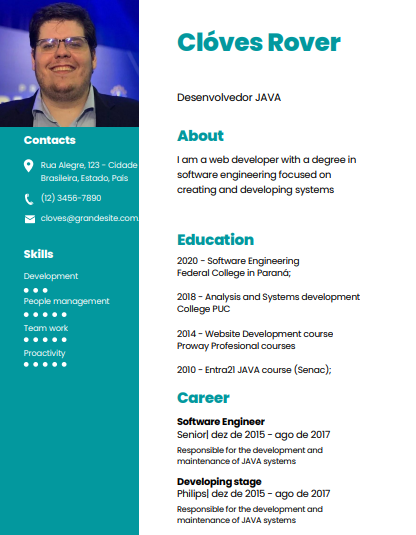 Clóves Rover
Desenvolvedor JAVA
Contacts
Rua Alegre, 123 - Cidade
Brasileira, Estado, País
(12) 3456-7890
cloves@grandesite.com.
Skills
Development
People management
Team work
Proactivity
About
I am a web developer with a degree in
software engineering focused on
creating and developing systems
Education
2020 - Software Engineering
Federal College in Paraná;
2018 - Analysis and Systems development
College PUC
2014 - Website Development course
Proway Profesional courses
2010 - Entra21 JAVA course (Senac);
Career
Software Engineer
Senior| dez de 2015 - ago de 2017
Responsible for the development and
maintenance of JAVA systems
Developing stage
Philips| dez de 2015 - ago de 2017
Responsible for the development and
maintenance of JAVA systems